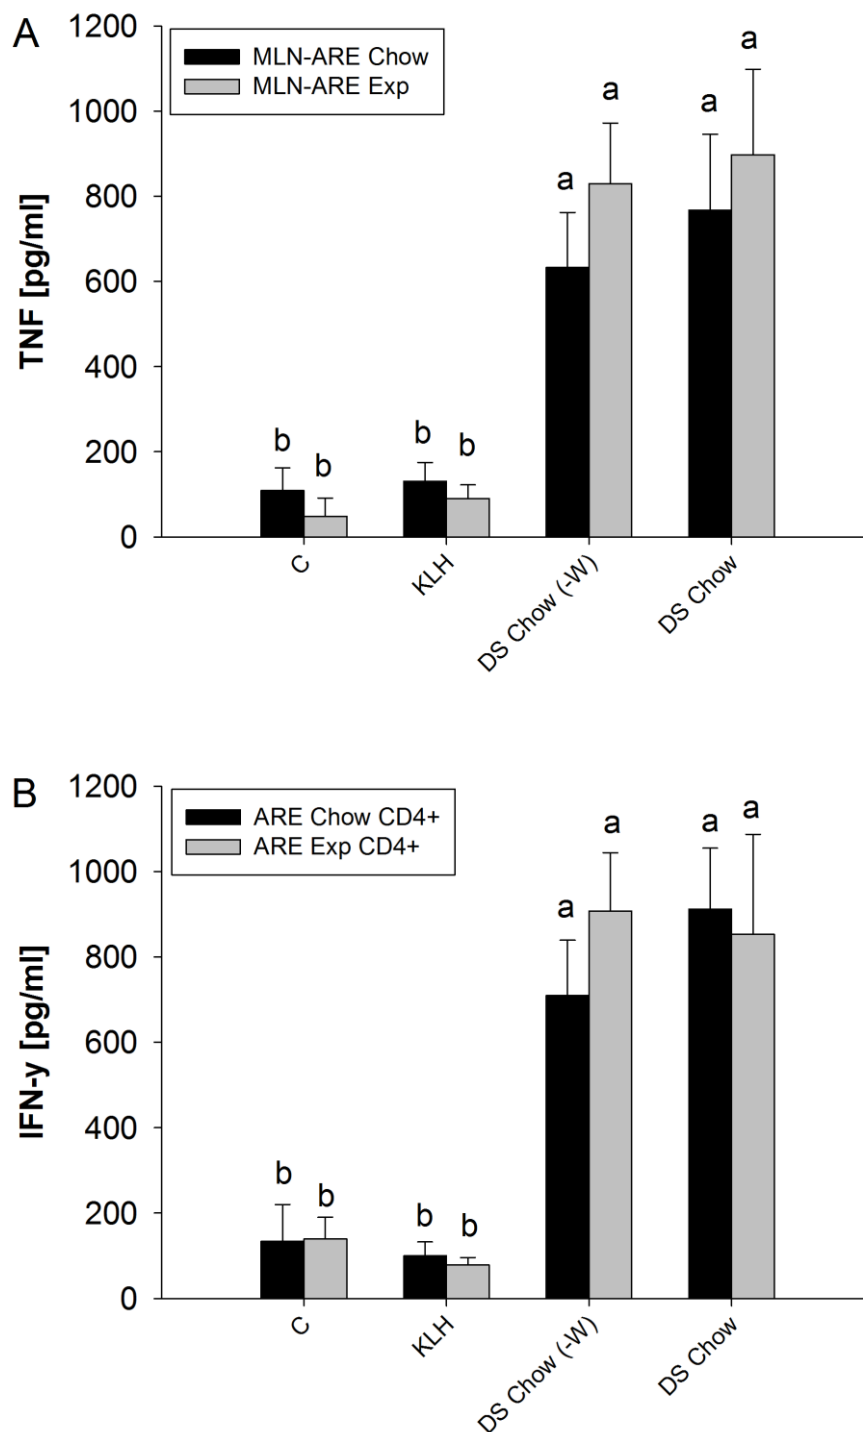 A
MLN-ARE Chow
MLN-ARE Exp
TNF [pg/ml]
1200
1000
800
600
400
200
0
b
b
b
b
a
a
a
a
C
KLH
DS Chow (-W)
DS Chow
B
ARE Chow CD4+
ARE Exp CD4+
IFN-y [pg/ml]
1200
1000
800
600
400
200
0
b
b
b
b
a
a
a
a
C
KLH
DS Chow (-W)
DS Chow